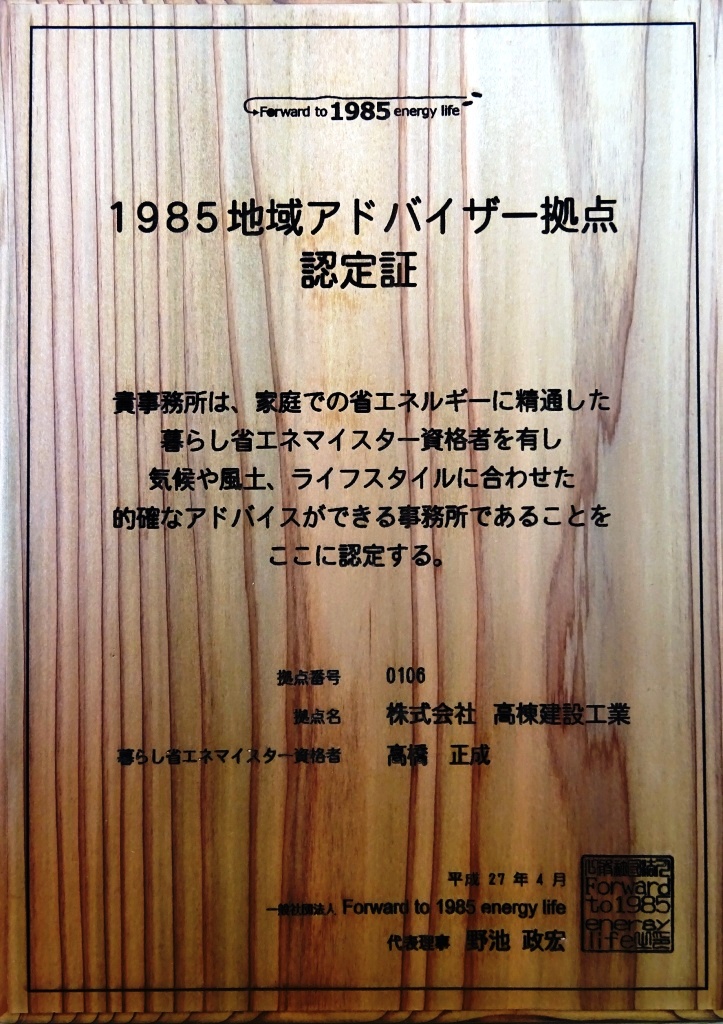 Forward to 1985 energy life
1985地域アドバイザー拠点
認定証
貴事務所は、家庭での省エネルギーに精通した
暮らし省エネマイスター資格者を有し
気候や風土、ライフスタイルに合わせた
的確なアドバイスができる事務所であることを
ここに認定する。
拠点番号 0106
拠点名 株式会社 高棟建設工業
暮らし省エネマイスター資格者 高橋 正成
平成 27 年 4 月
一般社団法人 Forward to 1985 energy life
代表理事 野池 政宏
Forward
to 1985
energy
life